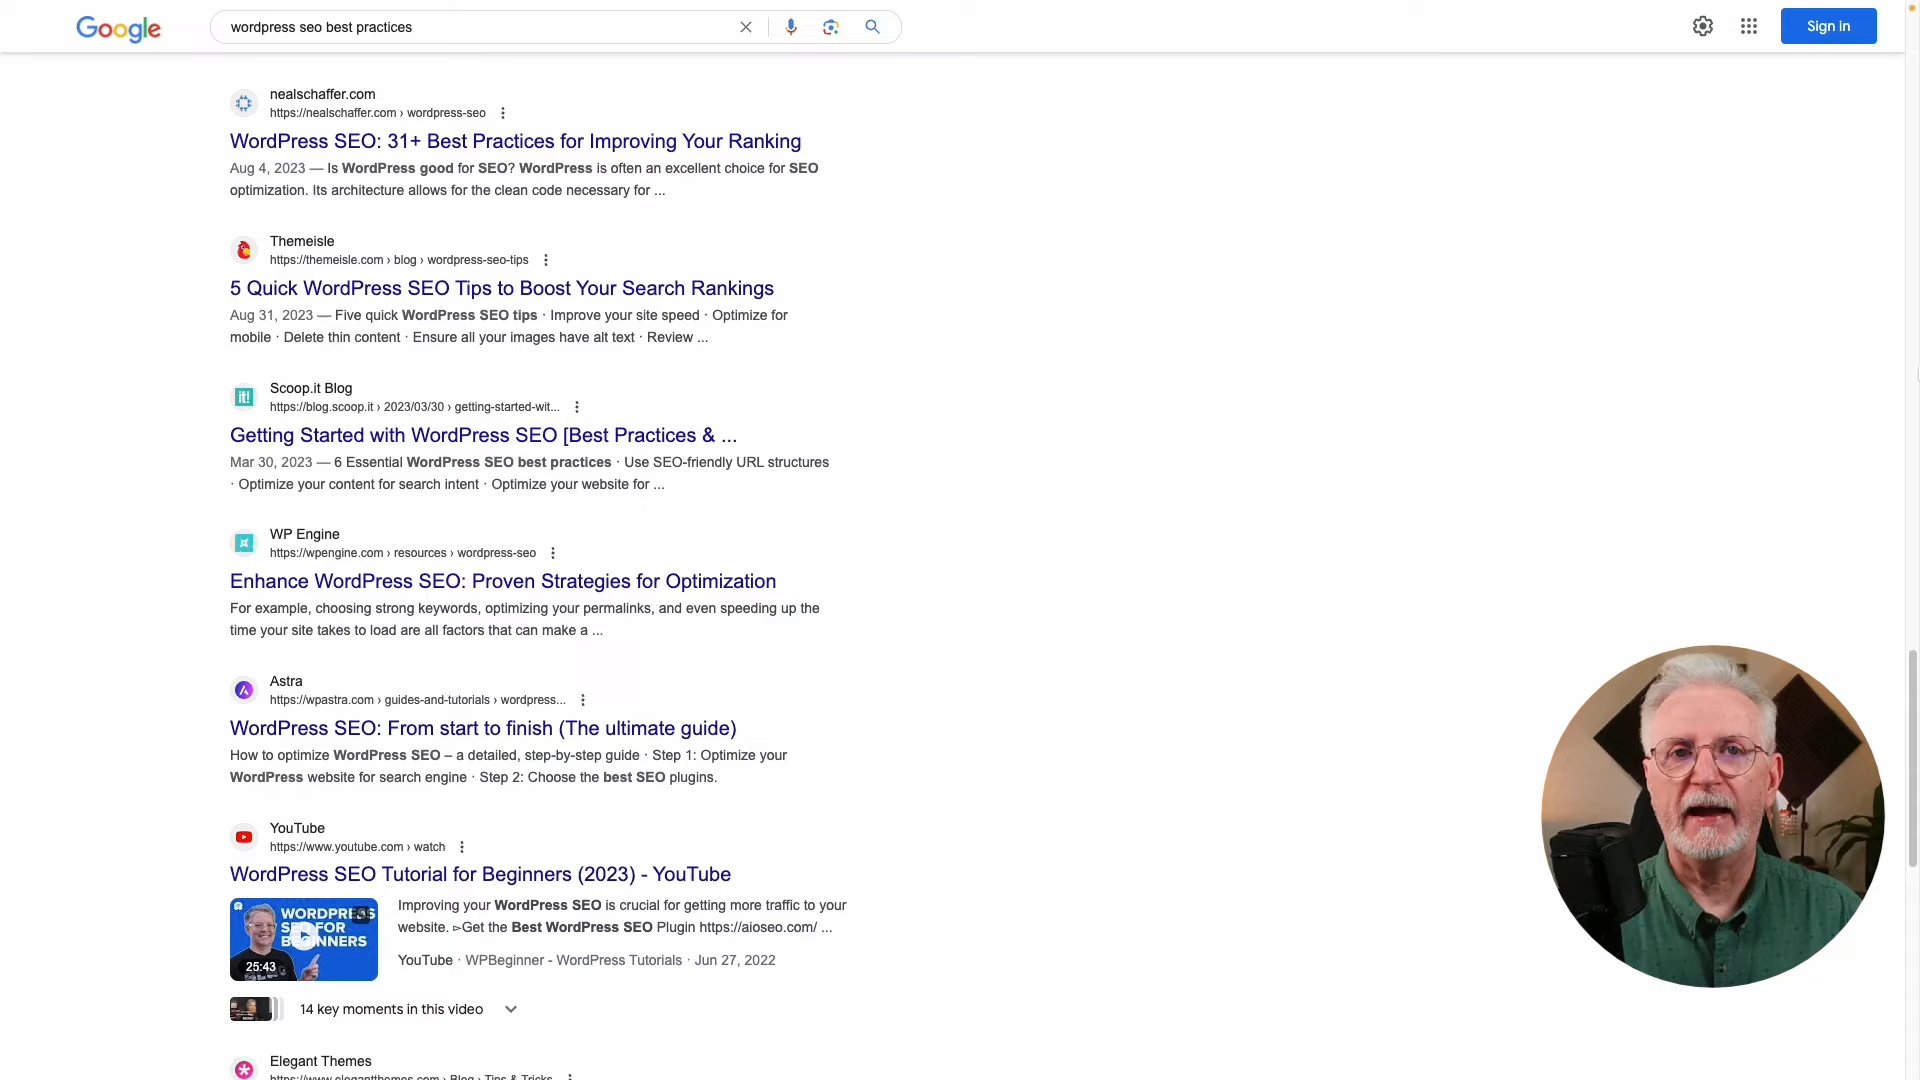 Google
wordpress seo best practices
Sign in
nealschaffer.com
https://nealschaffer.com › wordpress-seo
WordPress SEO: 31+ Best Practices for Improving Your Ranking
Aug 4, 2023 — Is WordPress good for SEO? WordPress is often an excellent choice for SEO
optimization. Its architecture allows for the clean code necessary for ...
Themeisle
https://themeisle.com › blog › wordpress-seo-tips
5 Quick WordPress SEO Tips to Boost Your Search Rankings
Aug 31, 2023 — Five quick WordPress SEO tips · Improve your site speed · Optimize for
mobile · Delete thin content · Ensure all your images have alt text · Review ...
it!
Scoop.it Blog
https://blog.scoop.it › 2023/03/30 › getting-started-wit...
Getting Started with WordPress SEO [Best Practices & ...
Mar 30, 2023 — 6 Essential WordPress SEO best practices · Use SEO-friendly URL structures
· Optimize your content for search intent · Optimize your website for ...
WP Engine
https://wpengine.com › resources › wordpress-seo
Enhance WordPress SEO: Proven Strategies for Optimization
For example, choosing strong keywords, optimizing your permalinks, and even speeding up the
time your site takes to load are all factors that can make a ...
Astra
https://wpastra.com › guides-and-tutorials › wordpress...
WordPress SEO: From start to finish (The ultimate guide)
How to optimize WordPress SEO – a detailed, step-by-step guide · Step 1: Optimize your
WordPress website for search engine · Step 2: Choose the best SEO plugins.
YouTube
https://www.youtube.com › watch
WordPress SEO Tutorial for Beginners (2023) - YouTube
WORDPRESS
SEO FOR
BEGINNERS
25:43
Improving your WordPress SEO is crucial for getting more traffic to your
website. ▻Get the Best WordPress SEO Plugin https://aioseo.com/ ...
YouTube · WPBeginner - WordPress Tutorials · Jun 27, 2022
14 key moments in this video
Elegant Themes
https://www.elegantthemes.com › Blog › Tips & Tricks